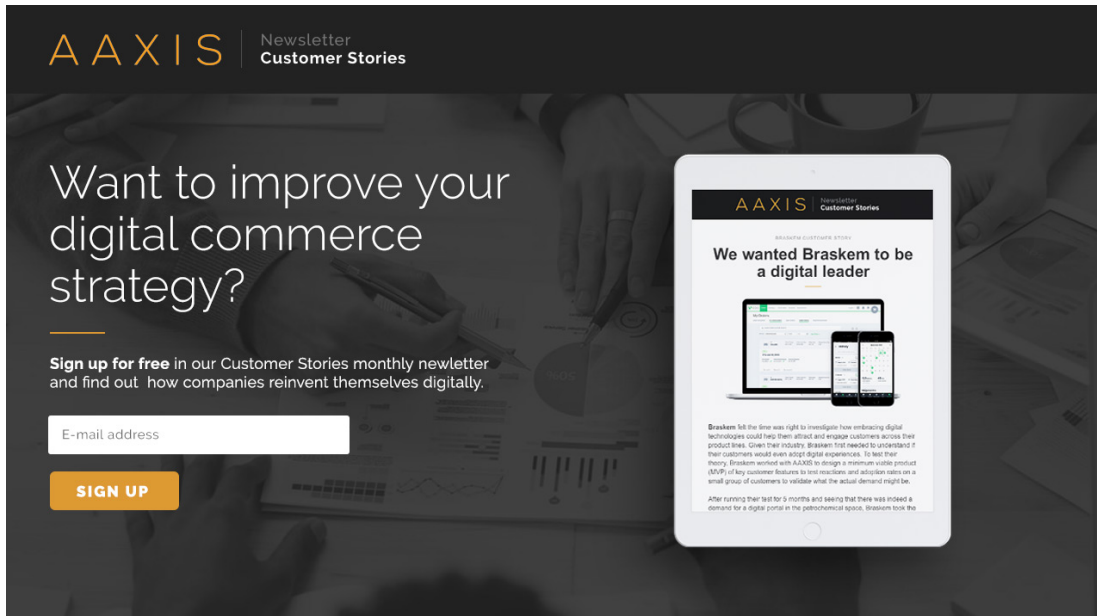 AAXIS
Newsletter
Customer Stories
Want to improve your
digital commerce
strategy?
Sign up for free in our Customer Stories monthly newletter
and find out how companies reinvent themselves digitally.
E-mail address
SIGN UP
AAXIS
Newsletter
Customer Stories
BRASKEM CUSTOMER STORY
We wanted Braskem to be
a digital leader
Braskem felt the time was right to investigate how embracing digital
technologies could help them attract and engage customers across their
product lines. Given their industry, Braskem first needed to understand if
their customers would even adopt digital experiences. To test their
theory, Braskem worked with AAXIS to design a minimum viable product
(MVP) of key customer features to test reactions and adoption rates on a
small group of customers to validate what the actual demand might be.
After running their test for 5 months and seeing that there was indeed a
demand for a digital portal in the petrochemical space, Braskem took the